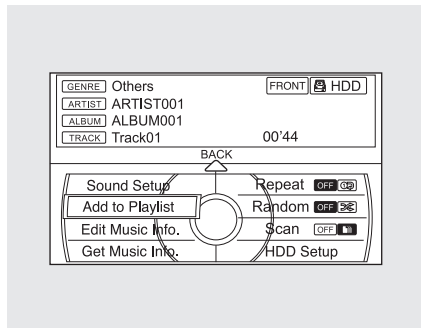 GENRE Others FRONT HDD
ARTIST ARTIST001
ALBUM ALBUM001
TRACK Track01 00'44
BACK
Sound Setup Repeat OFF
Add to Playlist Random OFF
Edit Music Info. Scan OFF
Get Music Info. HDD Setup